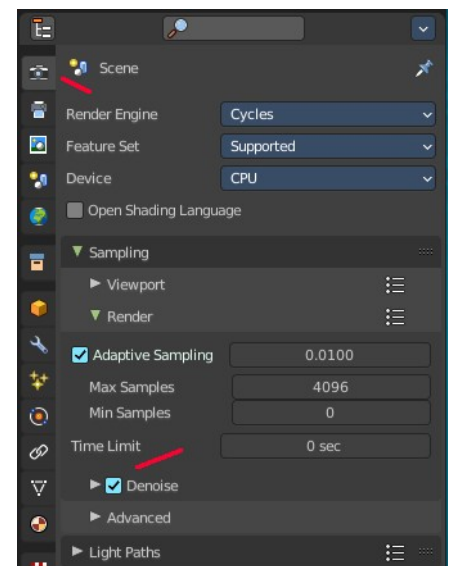 Scene
Render Engine Cycles
Feature Set Supported
Device CPU
Open Shading Language
Sampling
Viewport
Render
Adaptive Sampling 0.0100
Max Samples 4096
Min Samples 0
Time Limit 0 sec
Denoise
Advanced
Light Paths